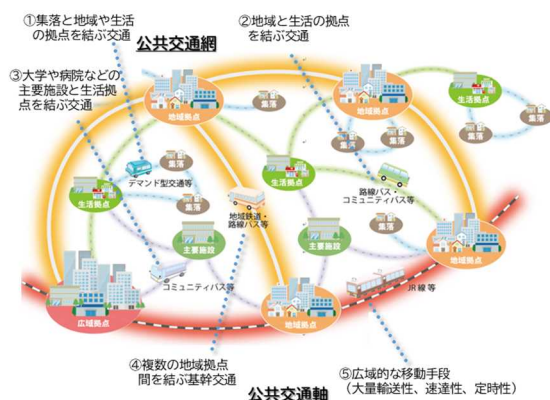 ①集落と地域や生活
の拠点を結ぶ交通
公共交通網
②地域と生活の拠点
を結ぶ交通
③大学や病院などの
主要施設と生活拠
点を結ぶ交通
地域拠点
集落
地域拠点
生活拠点
集落
集落
集落
集落
集落
デマンド型交通等
生活拠点
路線バス・
コミュニティバス等
生活拠点
集落
地域鉄道・
路線バス等
集落
主要施設
主要施設
地域拠点
コミュニティバス等
JR線等
広域拠点
地域拠点
④複数の地域拠点
間を結ぶ基幹交通
⑤広域的な移動手段
（大量輸送性、速達性、定時性）
公共交通軸